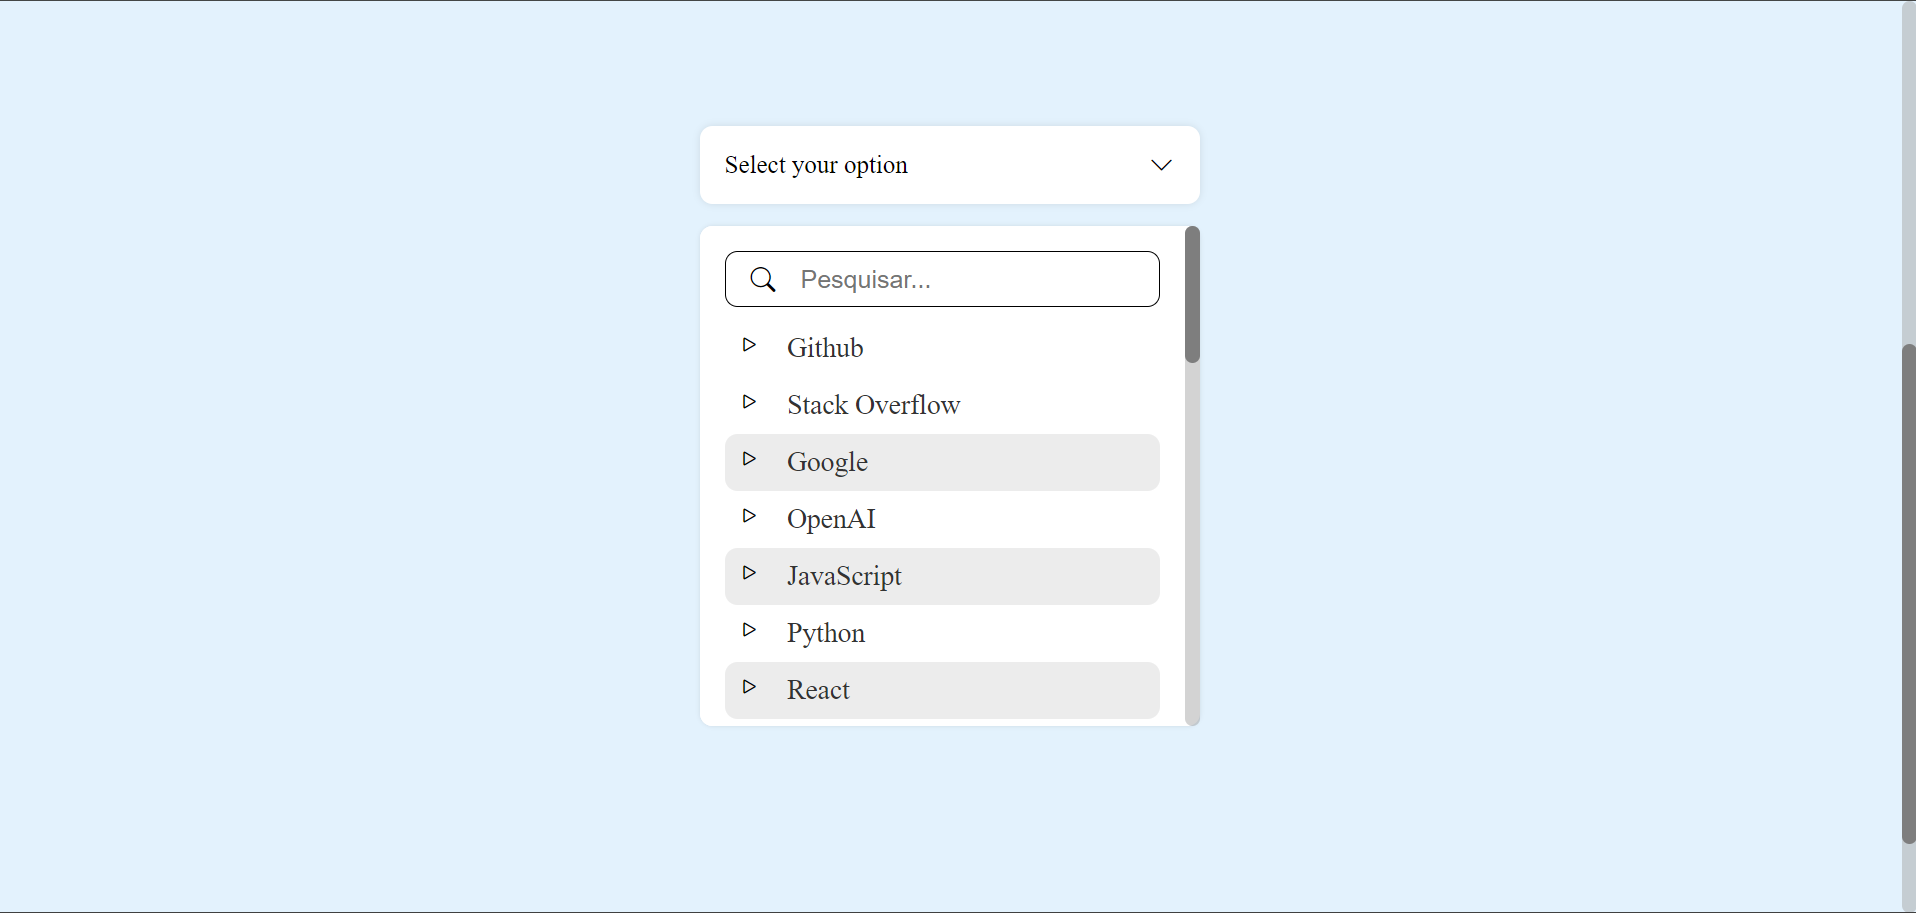 Select your option
Pesquisar...
Github
Stack Overflow
Google
OpenAI
JavaScript
Python
React